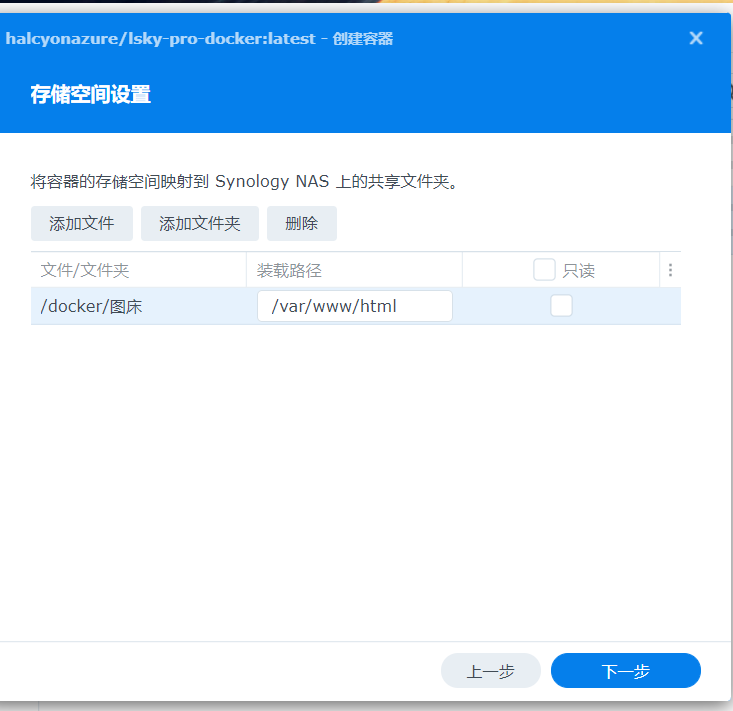 halcyonazure/lsky-pro-docker:latest - 创建容器
存储空间设置
将容器的存储空间映射到 Synology NAS 上的共享文件夹。
添加文件 添加文件夹 删除
文件/文件夹 装载路径 只读
/docker/图床 /var/www/html
上一步 下一步